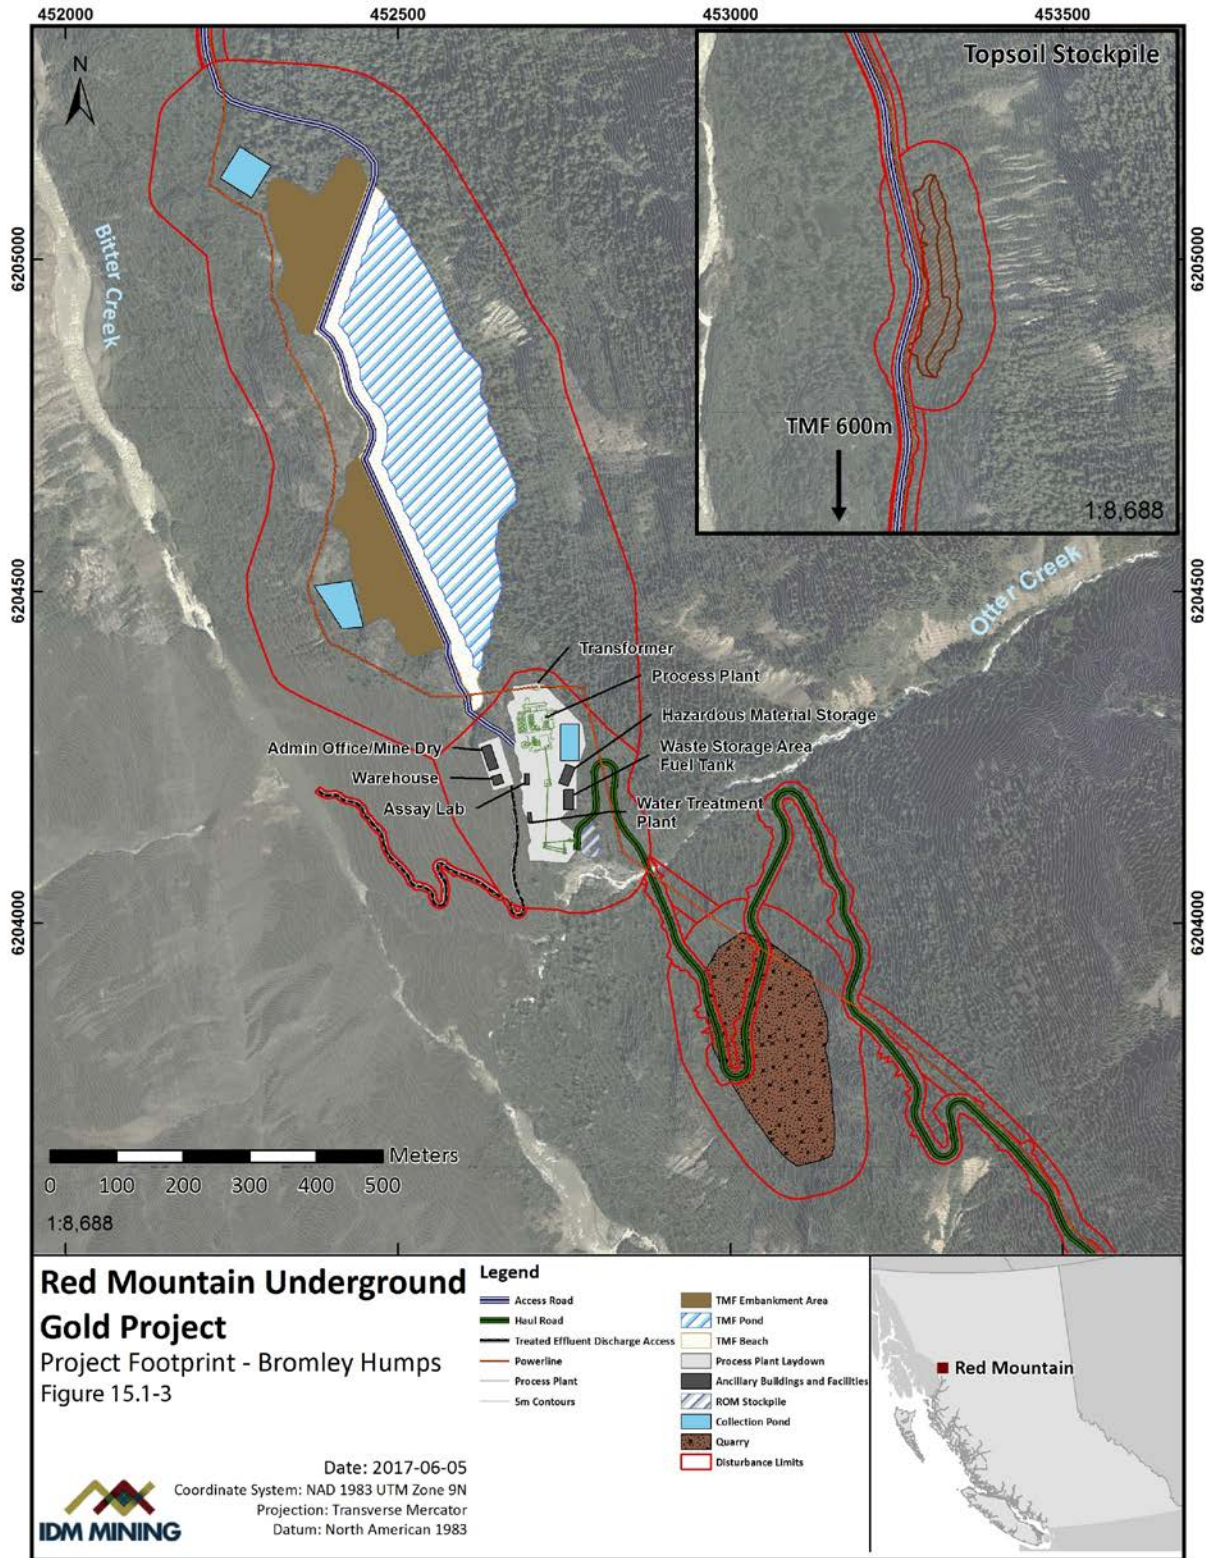 452000
452500
453000
453500
N
Topsoil Stockpile
Bitter Creek
6205000
6205000
TMF 600m
1:8,688
6204500
6204500
Otter Creek
Transformer
Process Plant
Hazardous Material Storage
Admin Office/Mine Dry
Waste Storage Area
Fuel Tank
Warehouse
Assay Lab
Water Treatment
Plant
6204000
6204000
Meters
0 100 200 300 400 500
1:8,688
Red Mountain Underground
Gold Project
Project Footprint - Bromley Humps
Figure 15.1-3
Date: 2017-06-05
Coordinate System: NAD 1983 UTM Zone 9N
Projection: Transverse Mercator
Datum: North American 1983
IDM MINING
Legend
Access Road
Haul Road
Treated Effluent Discharge Access
Powerline
Process Plant
5m Contours
TMF Embankment Area
TMF Pond
TMF Beach
Process Plant Laydown
Ancillary Buildings and Facilities
ROM Stockpile
Collection Pond
Quarry
Disturbance Limits
Red Mountain